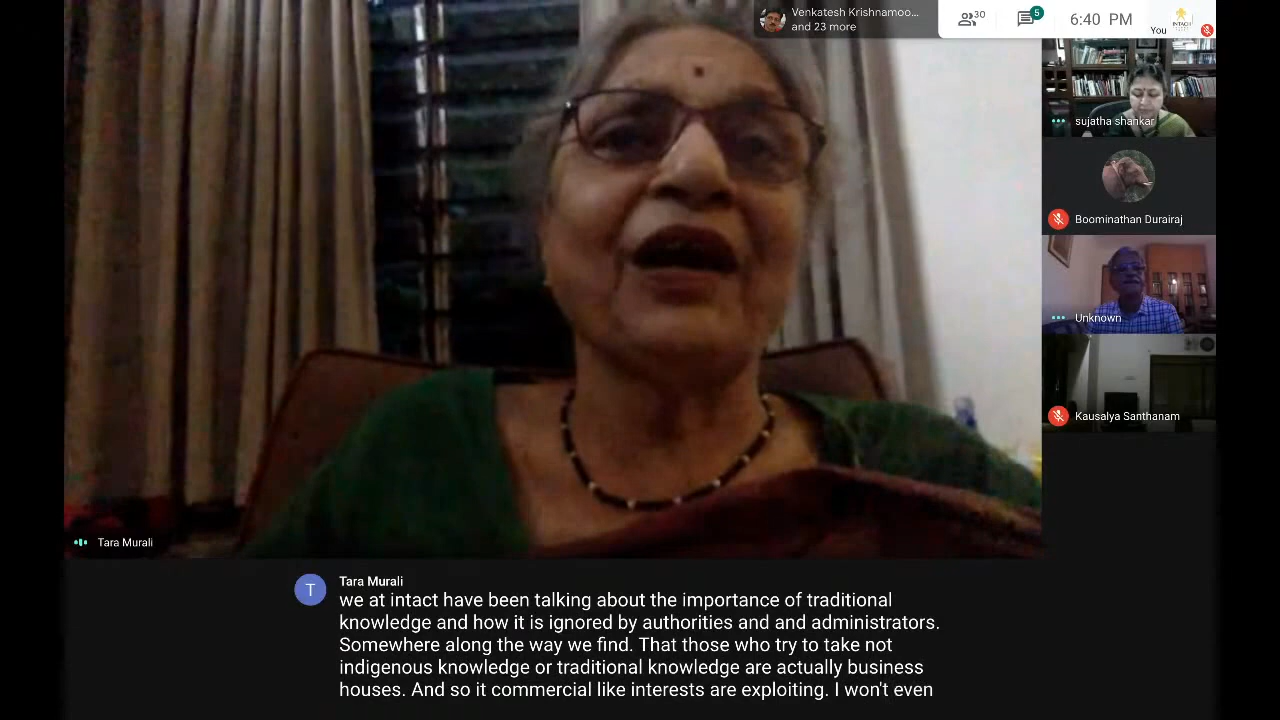 Venkatesh Krishnamoo...
and 23 more
30
5
6:40 PM
You
INTACH
sujatha shankar
Boominathan Durairaj
Unknown
Kausalya Santhanam
Tara Murali
T
Tara Murali
we at intact have been talking about the importance of traditional
knowledge and how it is ignored by authorities and and administrators.
Somewhere along the way we find. That those who try to take not
indigenous knowledge or traditional knowledge are actually business
houses. And so it commercial like interests are exploiting. I won't even